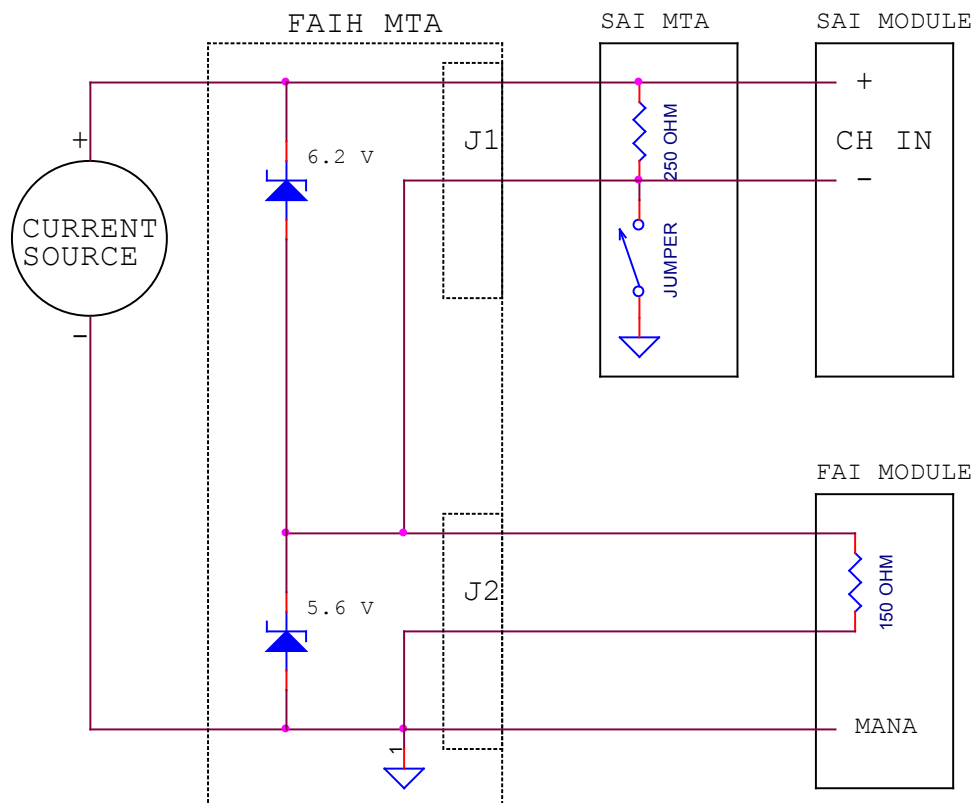 FAIH MTA
SAI MTA
SAI MODULE
+
+
J1
250 OHM
CH IN
6.2 V
-
CURRENT
SOURCE
JUMPER
-
FAI MODULE
J2
150 OHM
5.6 V
MANA
1